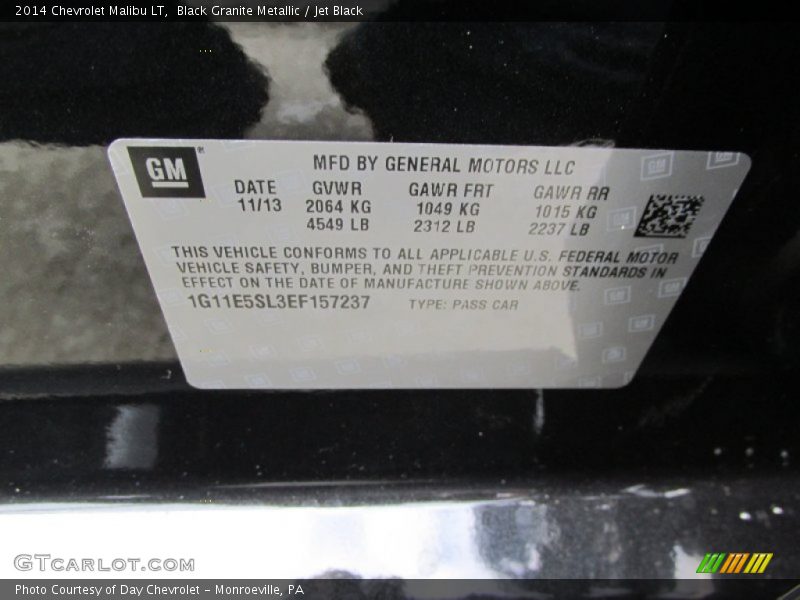 2014 Chevrolet Malibu LT, Black Granite Metallic / Jet Black
GM
MFD BY GENERAL MOTORS LLC
DATE GVWR GAWR FRT GAWR RR
11/13 2064 KG 1049 KG 1015 KG
4549 LB 2312 LB 2237 LB
THIS VEHICLE CONFORMS TO ALL APPLICABLE U.S. FEDERAL MOTOR
VEHICLE SAFETY, BUMPER, AND THEFT PREVENTION STANDARDS IN
EFFECT ON THE DATE OF MANUFACTURE SHOWN ABOVE.
1G11E5SL3EF157237 TYPE: PASS CAR
GTcarlot.com
Photo Courtesy of Day Chevrolet - Monroeville, PA